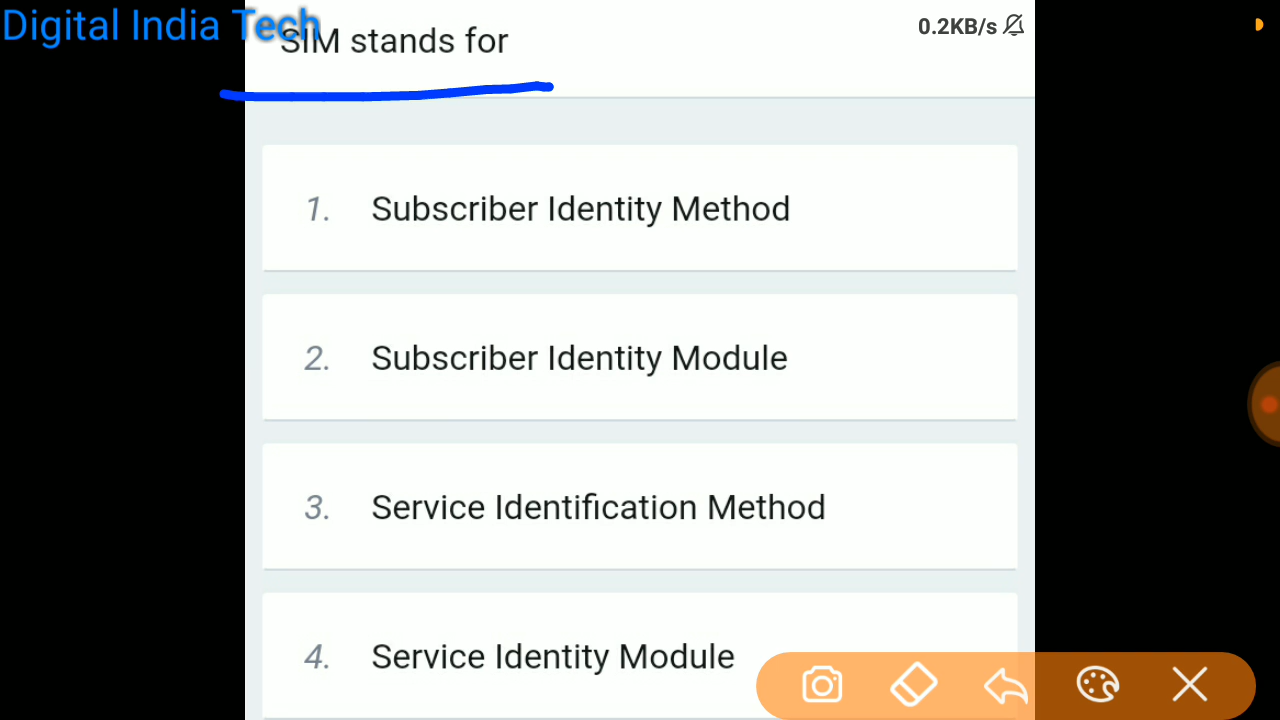 Digital India Tech
SIM stands for
0.2KB/s
1. Subscriber Identity Method
2. Subscriber Identity Module
3. Service Identification Method
4. Service Identity Module